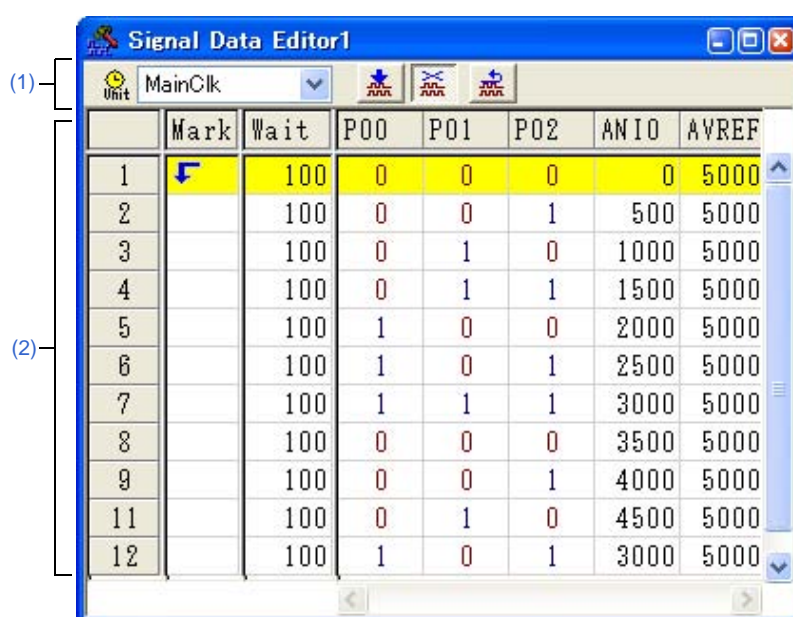 Signal Data Editor1
(1)
Unit MainClk
Mark Wait P00 P01 P02 ANI0 AVREF
1 100 0 0 0 0 5000
2 100 0 0 1 500 5000
3 100 0 1 0 1000 5000
4 100 0 1 1 1500 5000
5 100 1 0 0 2000 5000
(2)
6 100 1 0 1 2500 5000
7 100 1 1 1 3000 5000
8 100 0 0 0 3500 5000
9 100 0 0 1 4000 5000
11 100 0 1 0 4500 5000
12 100 1 0 1 3000 5000